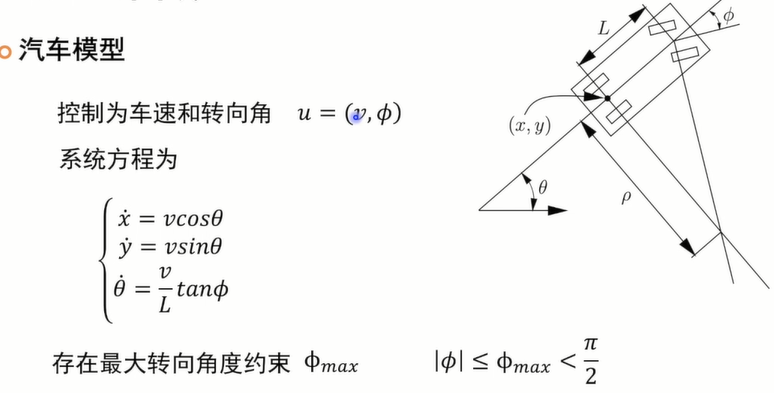 汽车模型
控制为车速和转向角 u = (v, ϕ)
系统方程为
ẋ = vcosθ
ẏ = vsinθ
θ̇ = v/L tanϕ
存在最大转向角度约束 ϕmax |ϕ| ≤ ϕmax < π/2
L
ϕ
(x, y)
θ
ρ